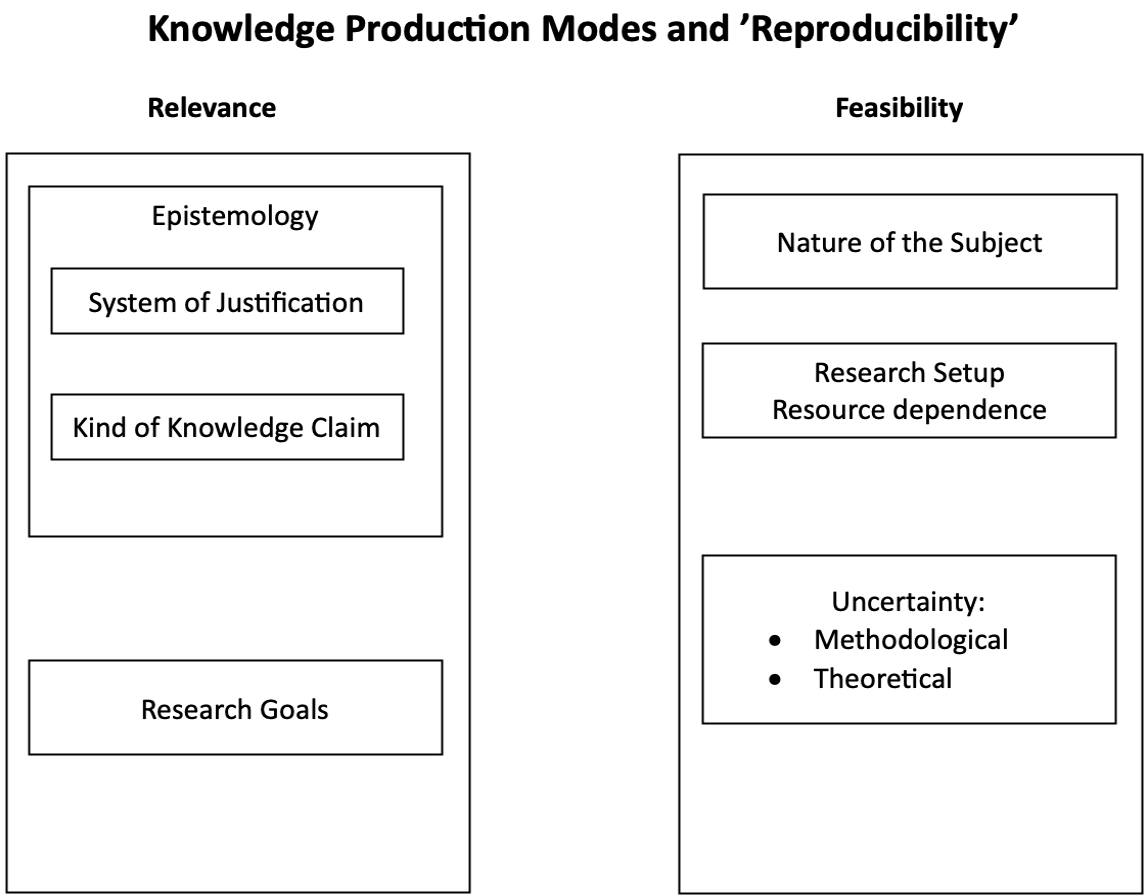 Knowledge Production Modes and ’Reproducibility’
Relevance
Epistemology
System of Justification
Kind of Knowledge Claim
Research Goals
Feasibility
Nature of the Subject
Research Setup
Resource dependence
Uncertainty:
• Methodological
• Theoretical